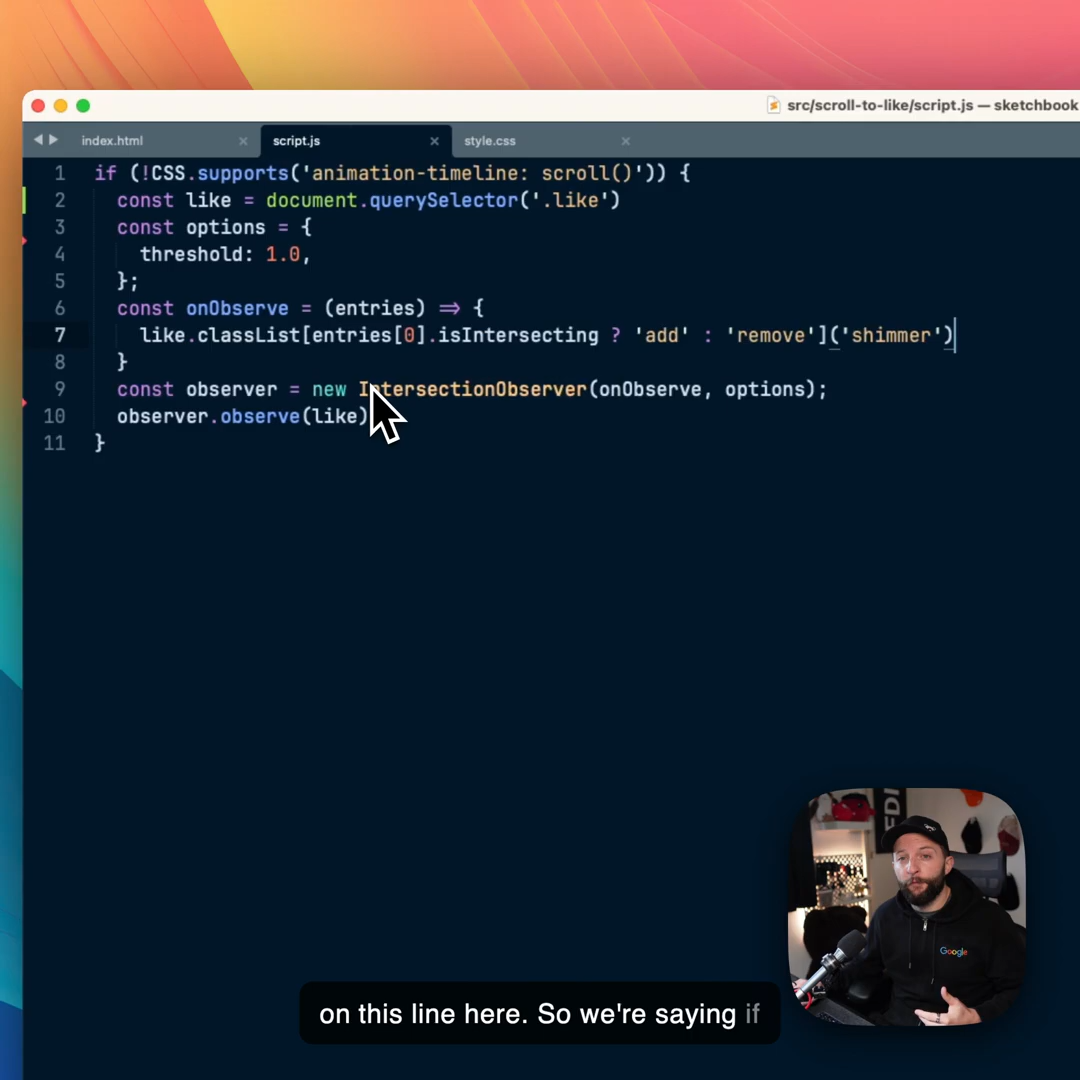 src/scroll-to-like/script.js — sketchbook
index.html
script.js
style.css
1 if (!CSS.supports('animation-timeline: scroll()')) {
2 const like = document.querySelector('.like')
3 const options = {
4 threshold: 1.0,
5 };
6 const onObserve = (entries) => {
7 like.classList[entries[0].isIntersecting ? 'add' : 'remove']('shimmer')
8 }
9 const observer = new IntersectionObserver(onObserve, options);
10 observer.observe(like)
11 }
EDI
Google
on this line here. So we're saying if